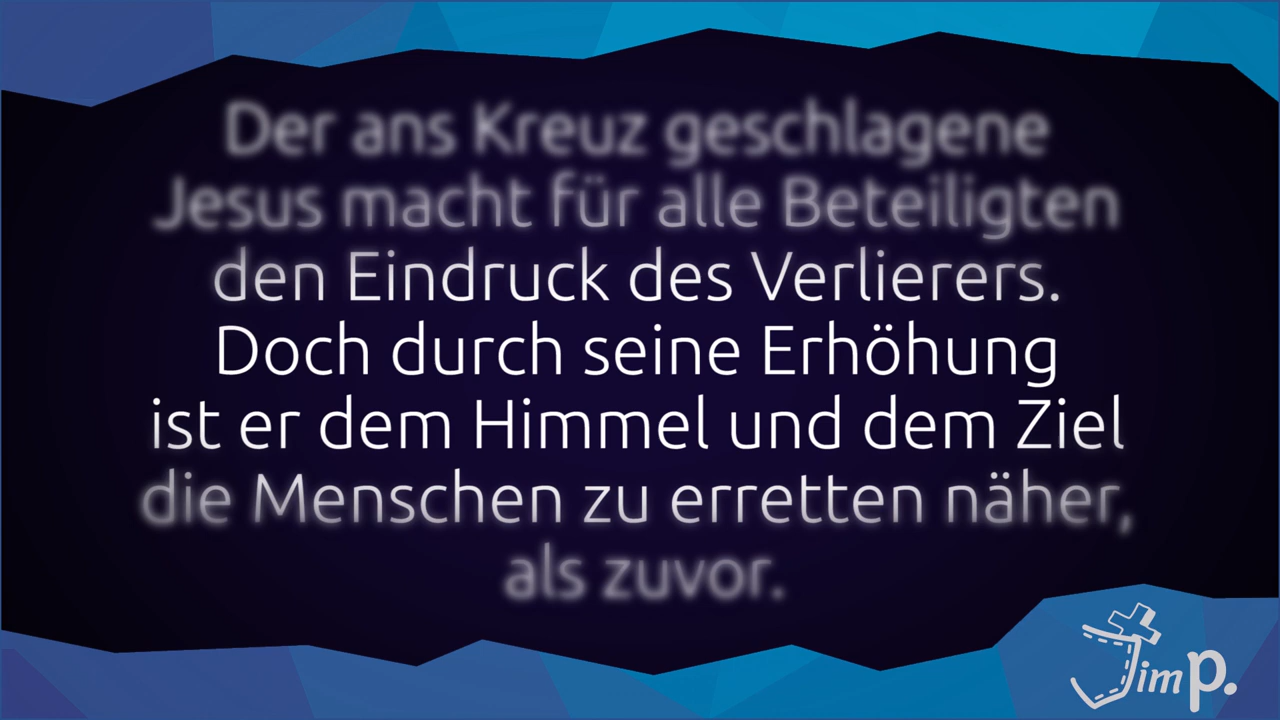 Der ans Kreuz geschlagene
Jesus macht für alle Beteiligten
den Eindruck des Verlierers.
Doch durch seine Erhöhung
ist er dem Himmel und dem Ziel
die Menschen zu erretten näher,
als zuvor.
Jim P.